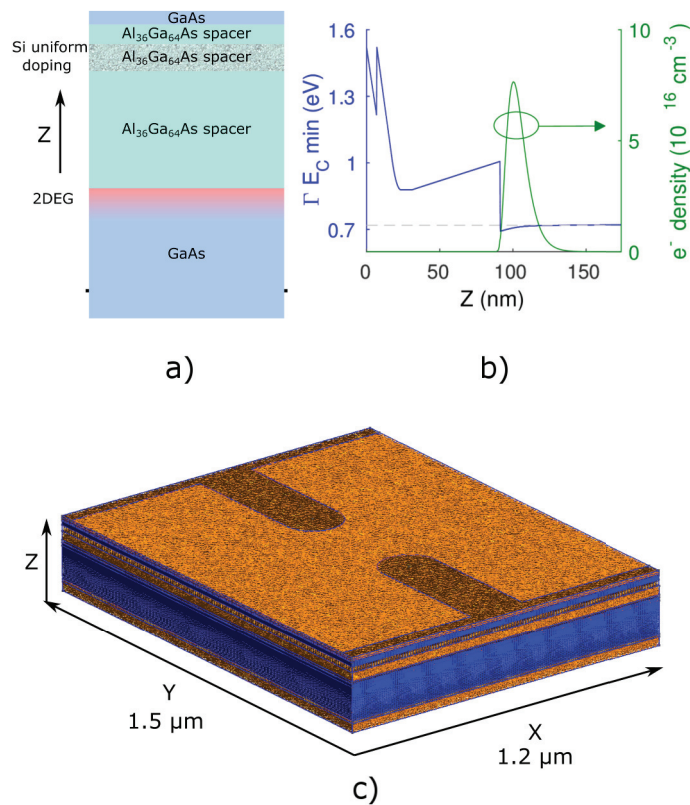 GaAs
Al₃₆Ga₆₄As spacer
Si uniform
doping
Al₃₆Ga₆₄As spacer
Z
Al₃₆Ga₆₄As spacer
2DEG
GaAs
a)
Γ E_C min (eV)
1.6
1.3
1
0.7
0
50
100
150
Z (nm)
10
5
0
e⁻ density (10 ¹⁶ cm⁻³)
b)
Z
Y
1.5 μm
X
1.2 μm
c)